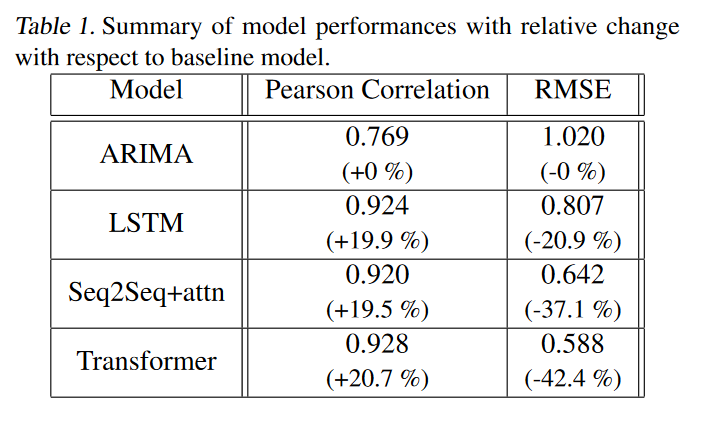 Table 1. Summary of model performances with relative change
with respect to baseline model.
Model Pearson Correlation RMSE
ARIMA 0.769 1.020
(+0 %) (-0 %)
LSTM 0.924 0.807
(+19.9 %) (-20.9 %)
Seq2Seq+attn 0.920 0.642
(+19.5 %) (-37.1 %)
Transformer 0.928 0.588
(+20.7 %) (-42.4 %)